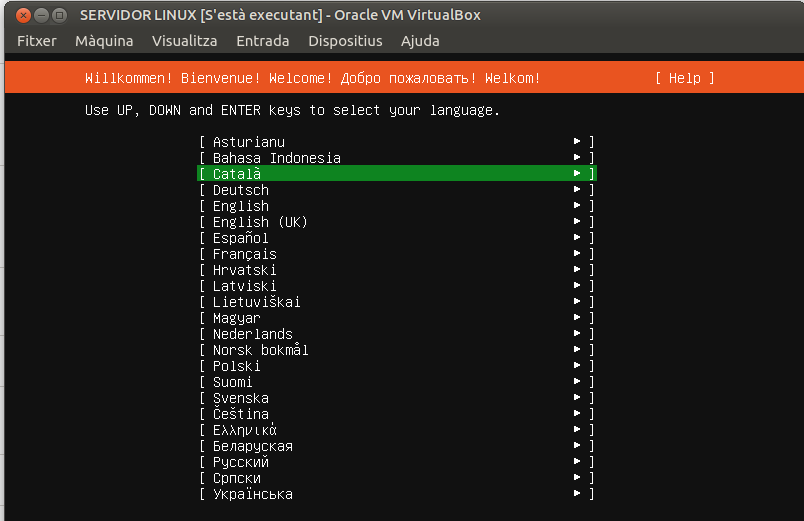 SERVIDOR LINUX [S'està executant] - Oracle VM VirtualBox
Fitxer Màquina Visualitza Entrada Dispositius Ajuda
Willkommen! Bienvenue! Welcome! Добро пожаловать! Welkom! [ Help ]
Use UP, DOWN and ENTER keys to select your language.
[ Asturianu ► ]
[ Bahasa Indonesia ► ]
[ Català ► ]
[ Deutsch ► ]
[ English ► ]
[ English (UK) ► ]
[ Español ► ]
[ Français ► ]
[ Hrvatski ► ]
[ Latviski ► ]
[ Lietuviškai ► ]
[ Magyar ► ]
[ Nederlands ► ]
[ Norsk bokmål ► ]
[ Polski ► ]
[ Suomi ► ]
[ Svenska ► ]
[ Čeština ► ]
[ Ελληνικά ► ]
[ Беларуская ► ]
[ Русский ► ]
[ Српски ► ]
[ Українська ► ]